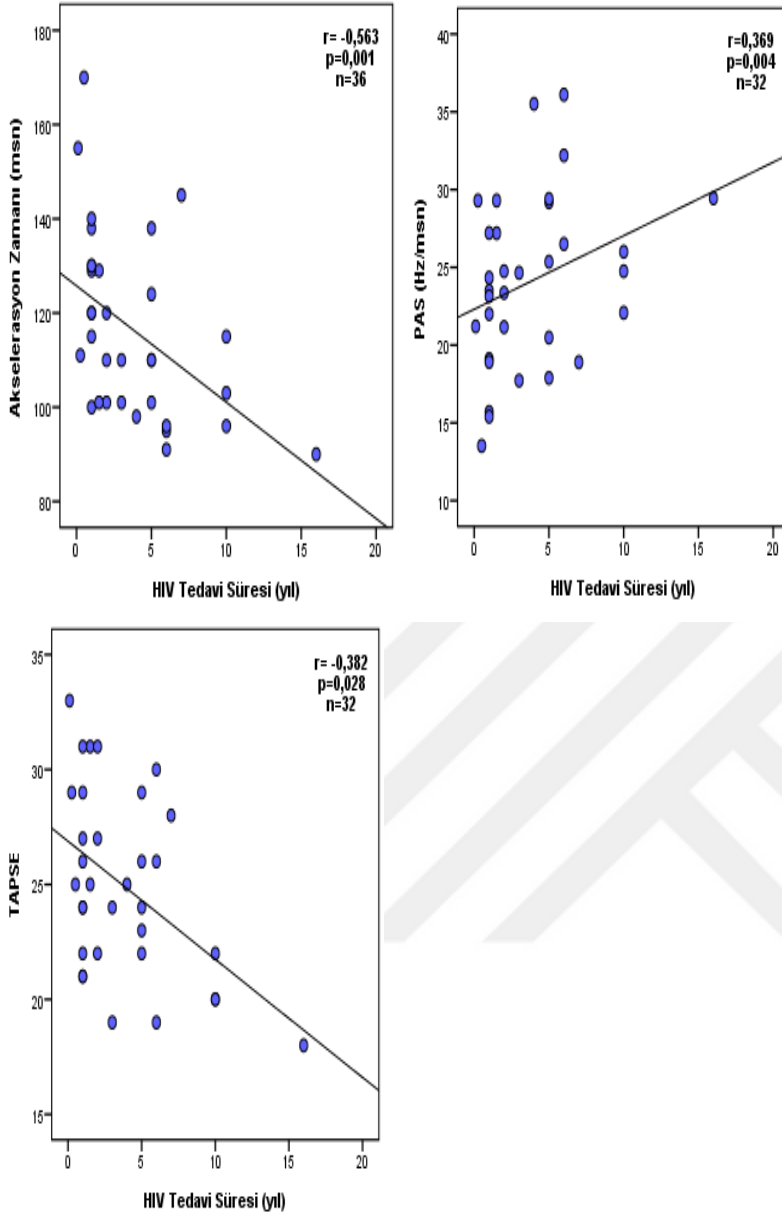 r= -0,563
p=0,001
n=36
Akselerasyon Zamanı (msn)
180
160
140
120
100
80
0 5 10 15 20
HIV Tedavi Süresi (yıl)
r=0,369
p=0,004
n=32
PAS (Hz/msn)
40
35
30
25
20
15
10
0 5 10 15 20
HIV Tedavi Süresi (yıl)
r= -0,382
p=0,028
n=32
TAPSE
35
30
25
20
15
0 5 10 15 20
HIV Tedavi Süresi (yıl)